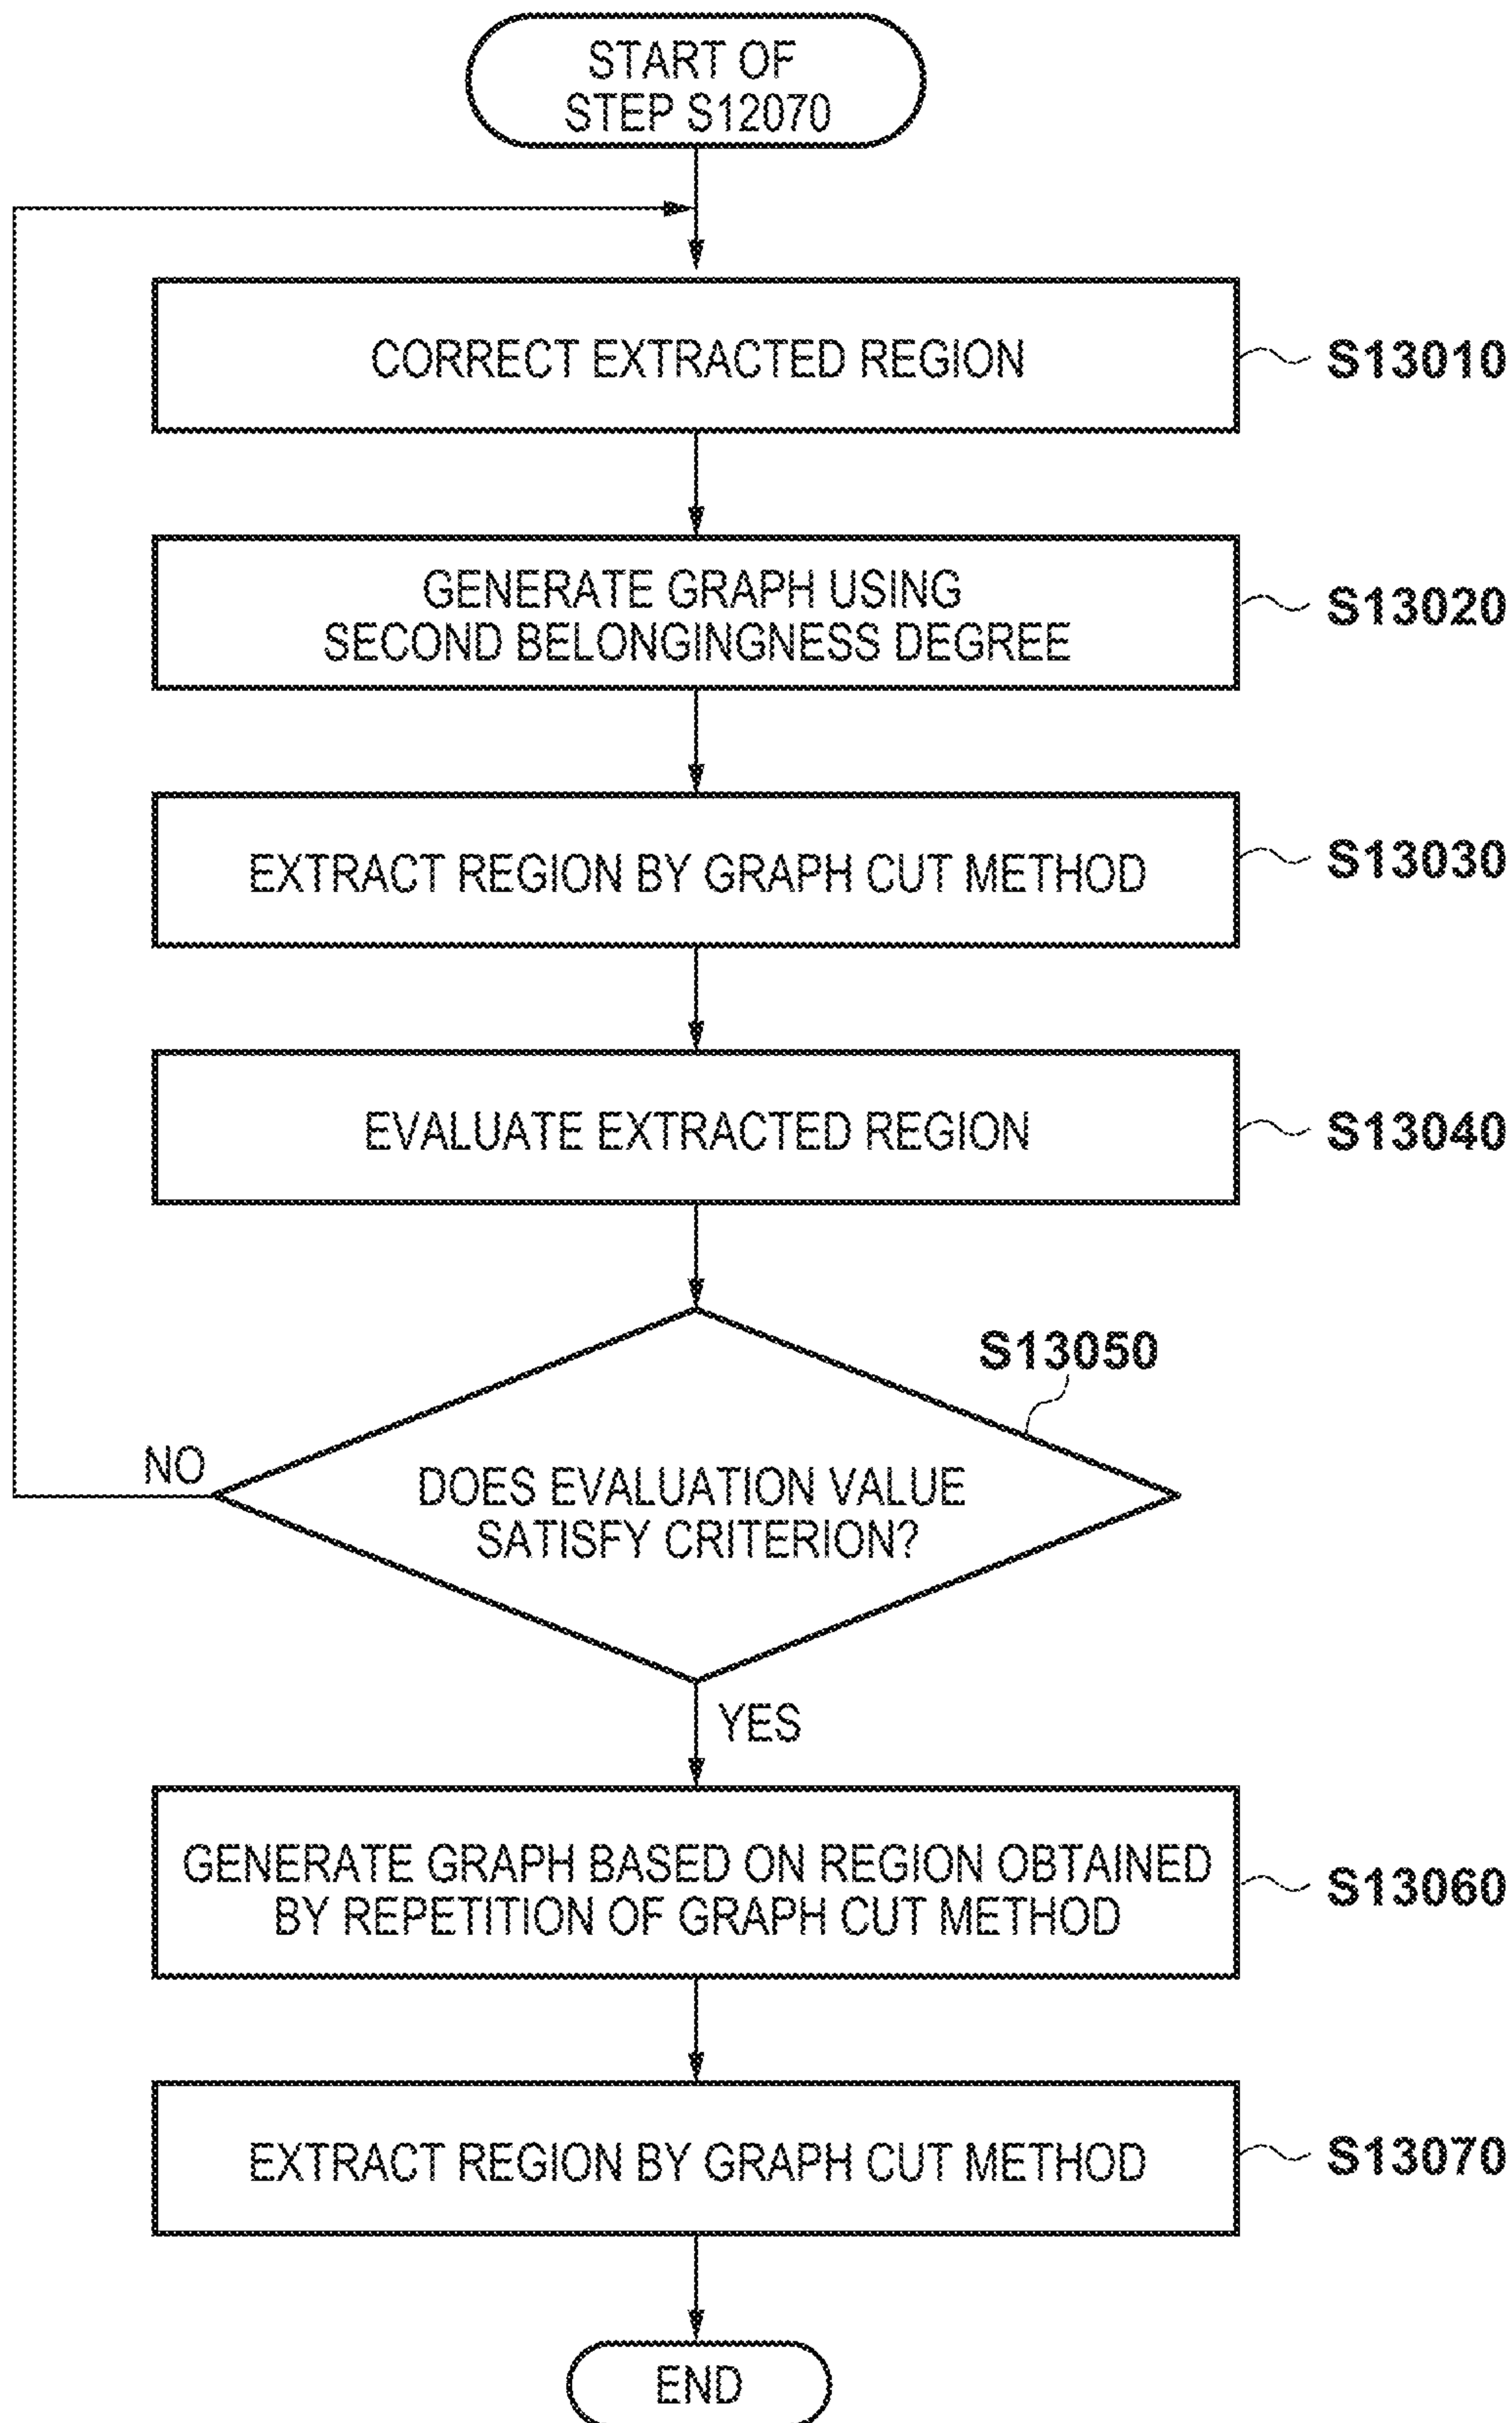 START OF
STEP S12070
CORRECT EXTRACTED REGION
S13010
GENERATE GRAPH USING
SECOND BELONGINGNESS DEGREE
S13020
EXTRACT REGION BY GRAPH CUT METHOD
S13030
EVALUATE EXTRACTED REGION
S13040
S13050
NO
DOES EVALUATION VALUE
SATISFY CRITERION?
YES
GENERATE GRAPH BASED ON REGION OBTAINED
BY REPETITION OF GRAPH CUT METHOD
S13060
EXTRACT REGION BY GRAPH CUT METHOD
S13070
END